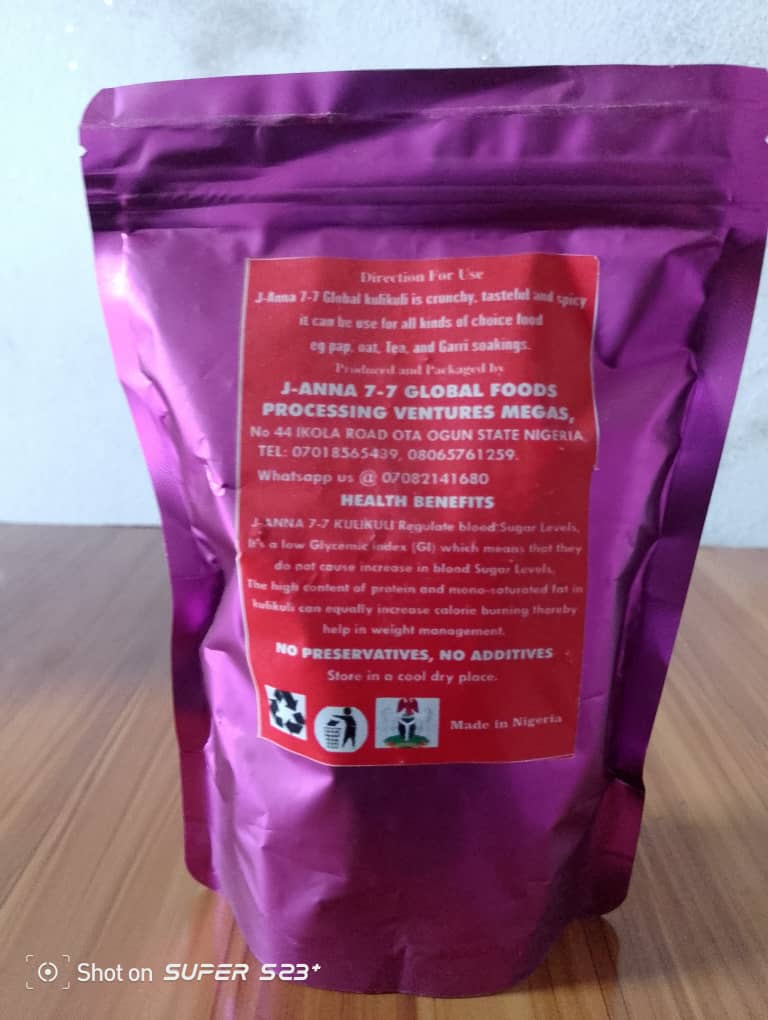 Direction For Use
J-Anna 7-7 Global kulikuli is crunchy, tasteful and spicy
it can be use for all kinds of choice food
eg pap, oat, Tea, and Garri soakings.
Produced and Packaged by
J-ANNA 7-7 GLOBAL FOODS
PROCESSING VENTURES MEGAS,
No 44 IKOLA ROAD OTA OGUN STATE NIGERIA.
TEL: 07018565439, 08065761259.
Whatsapp us @ 07082141680
HEALTH BENEFITS
J-ANNA 7-7 KULIKULI Regulate blood Sugar Levels,
It's a low Glycemic index (GI) which means that they
do not cause increase in blood Sugar Levels,
The high content of protein and mono-saturated fat in
kulikuli can equally increase calorie burning thereby
help in weight management.
NO PRESERVATIVES, NO ADDITIVES
Store in a cool dry place.
Made in Nigeria
Shot on SUPER S23+